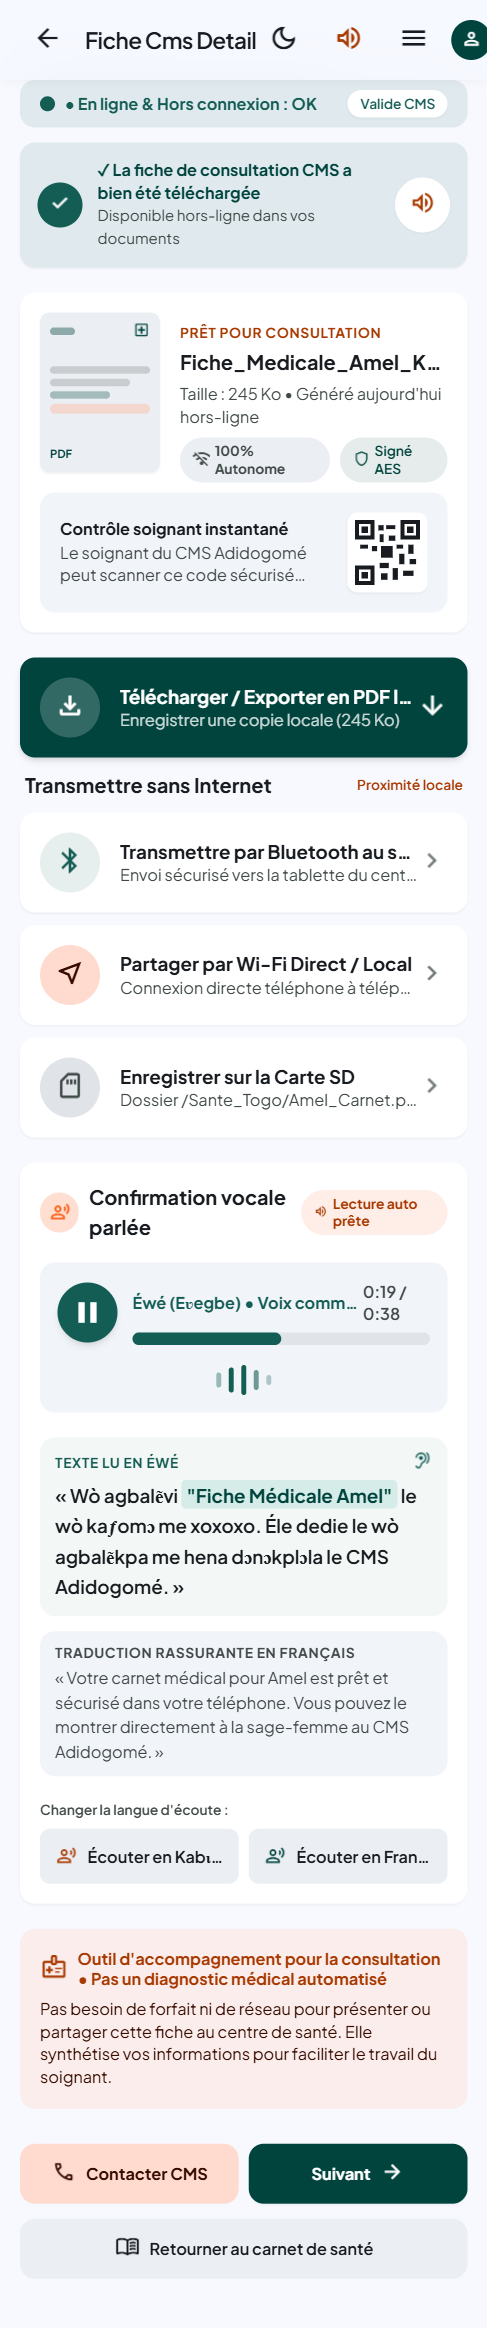 Fiche Cms Detail
• En ligne & Hors connexion : OK
Valide CMS
✓ La fiche de consultation CMS a
bien été téléchargée
Disponible hors-ligne dans vos
documents
PDF
PRÊT POUR CONSULTATION
Fiche_Medicale_Amel_K...
Taille : 245 Ko • Généré aujourd'hui
hors-ligne
100%
Autonome
Signé
AES
Contrôle soignant instantané
Le soignant du CMS Adidogomé
peut scanner ce code sécurisé...
Télécharger / Exporter en PDF l...
Enregistrer une copie locale (245 Ko)
Transmettre sans Internet
Proximité locale
Transmettre par Bluetooth au s...
Envoi sécurisé vers la tablette du cent...
Partager par Wi-Fi Direct / Local
Connexion directe téléphone à télép...
Enregistrer sur la Carte SD
Dossier /Sante_Togo/Amel_Carnet.p...
Confirmation vocale
parlée
Lecture auto
prête
Éwé (Eʋegbe) • Voix comm...
0:19 /
0:38
TEXTE LU EN ÉWÉ
« Wò agbalẽvi "Fiche Médicale Amel" le
wò kaƒomɔ me xoxoxo. Éle dedie le wò
agbalẽkpa me hena dɔnɔkplɔla le CMS
Adidogomé. »
TRADUCTION RASSURANTE EN FRANÇAIS
« Votre carnet médical pour Amel est prêt et
sécurisé dans votre téléphone. Vous pouvez le
montrer directement à la sage-femme au CMS
Adidogomé. »
Changer la langue d'écoute :
Écouter en Kabɩ...
Écouter en Fran...
Outil d'accompagnement pour la consultation
• Pas un diagnostic médical automatisé
Pas besoin de forfait ni de réseau pour présenter ou
partager cette fiche au centre de santé. Elle
synthétise vos informations pour faciliter le travail du
soignant.
Contacter CMS
Suivant
Retourner au carnet de santé